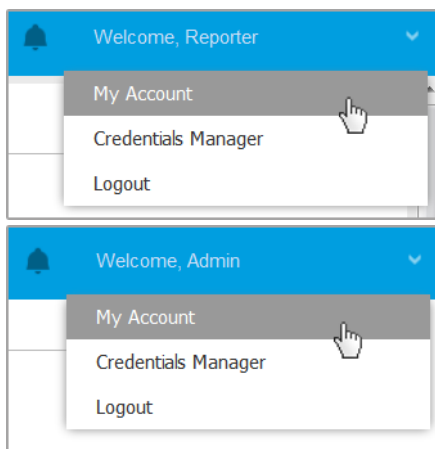 Welcome, Reporter
My Account
Credentials Manager
Logout
Welcome, Admin
My Account
Credentials Manager
Logout